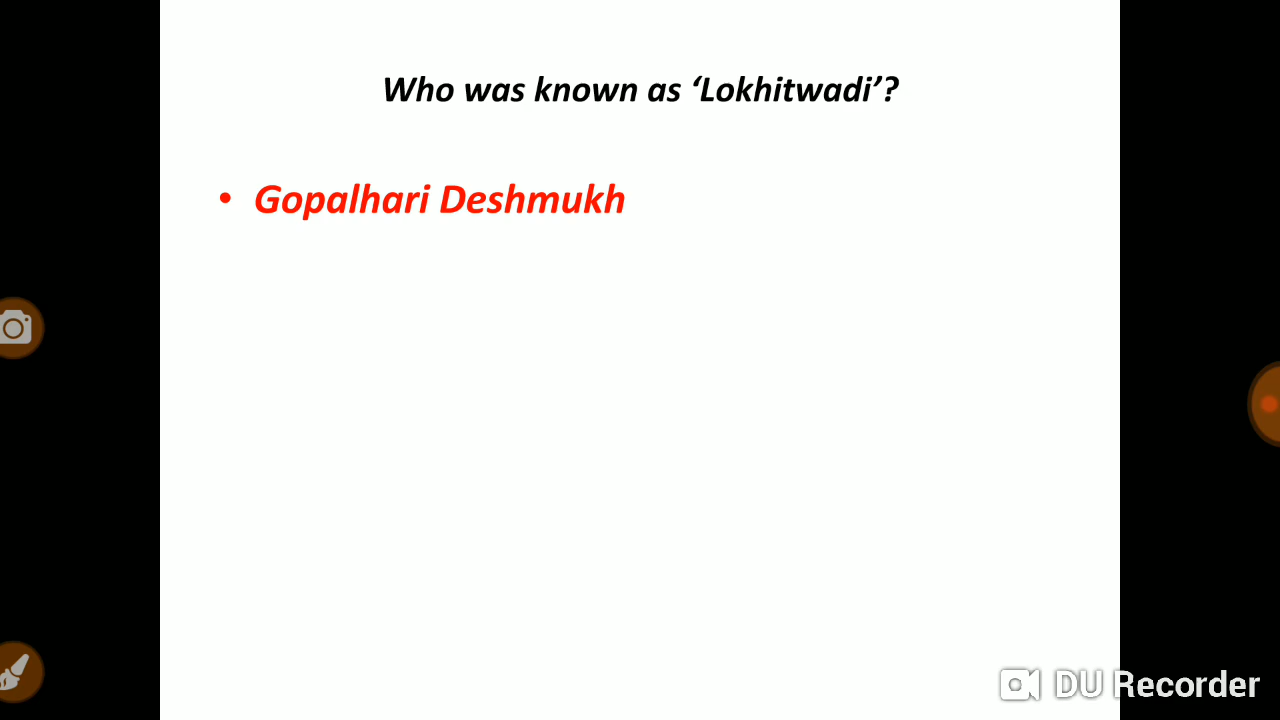 Who was known as ‘Lokhitwadi’?
• Gopalhari Deshmukh
DU Recorder